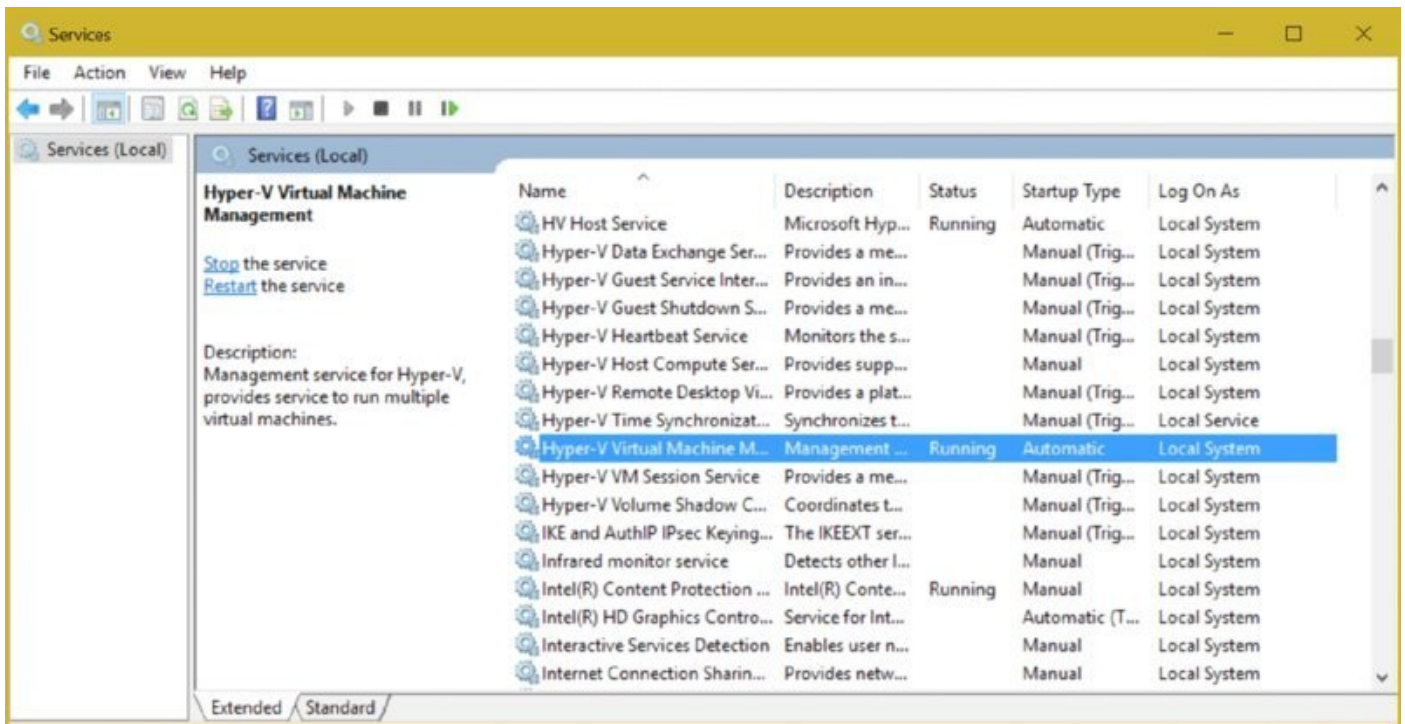 Services
File Action View Help
Services (Local)
Services (Local)
Hyper-V Virtual Machine
Management
Stop the service
Restart the service
Description:
Management service for Hyper-V,
provides service to run multiple
virtual machines.
Name Description Status Startup Type Log On As
HV Host Service Microsoft Hyp... Running Automatic Local System
Hyper-V Data Exchange Ser... Provides a me... Manual (Trig... Local System
Hyper-V Guest Service Inter... Provides an in... Manual (Trig... Local System
Hyper-V Guest Shutdown S... Provides a me... Manual (Trig... Local System
Hyper-V Heartbeat Service Monitors the s... Manual (Trig... Local System
Hyper-V Host Compute Ser... Provides supp... Manual Local System
Hyper-V Remote Desktop Vi... Provides a plat... Manual (Trig... Local System
Hyper-V Time Synchronizat... Synchronizes t... Manual (Trig... Local Service
Hyper-V Virtual Machine M... Management ... Running Automatic Local System
Hyper-V VM Session Service Provides a me... Manual (Trig... Local System
Hyper-V Volume Shadow C... Coordinates t... Manual (Trig... Local System
IKE and AuthIP IPsec Keying... The IKEEXT ser... Manual (Trig... Local System
Infrared monitor service Detects other I... Manual Local System
Intel(R) Content Protection ... Intel(R) Conte... Running Manual Local System
Intel(R) HD Graphics Contro... Service for Int... Automatic (T... Local System
Interactive Services Detection Enables user n... Manual Local System
Internet Connection Sharin... Provides netw... Manual Local System
Extended Standard